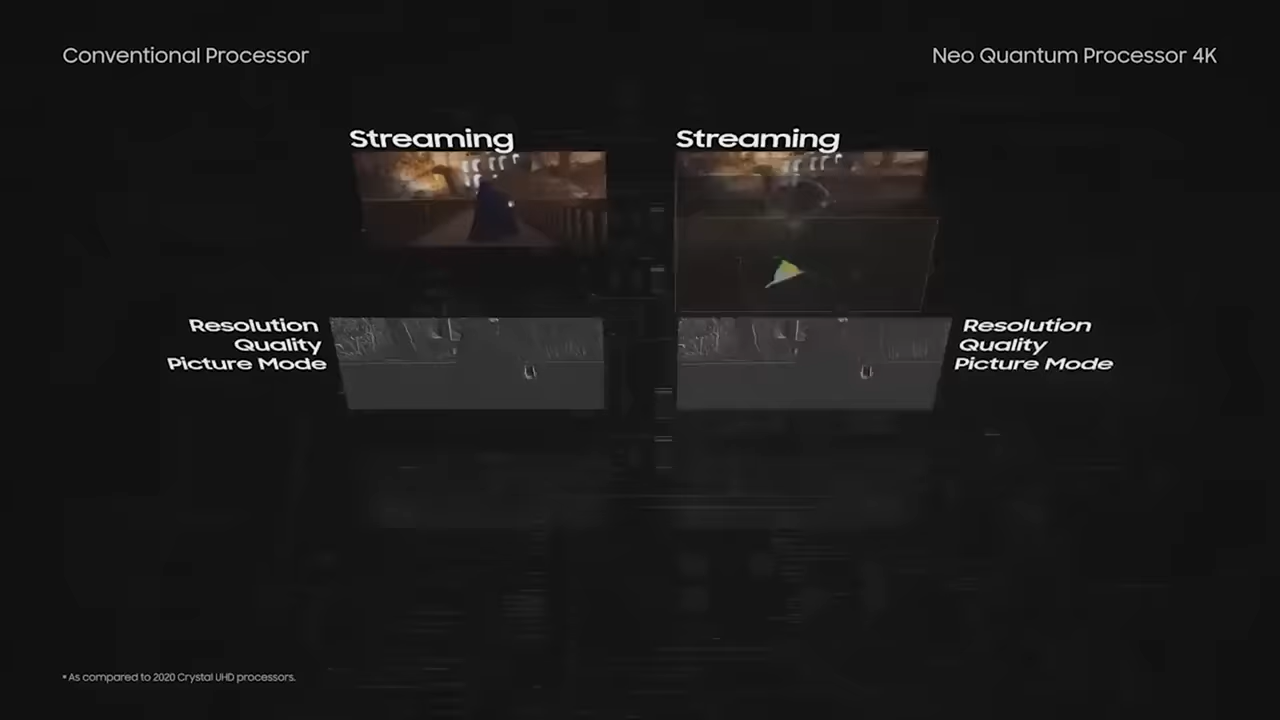 Conventional Processor
Neo Quantum Processor 4K
Streaming
Streaming
Resolution
Quality
Picture Mode
Resolution
Quality
Picture Mode
* As compared to 2020 Crystal UHD processors.